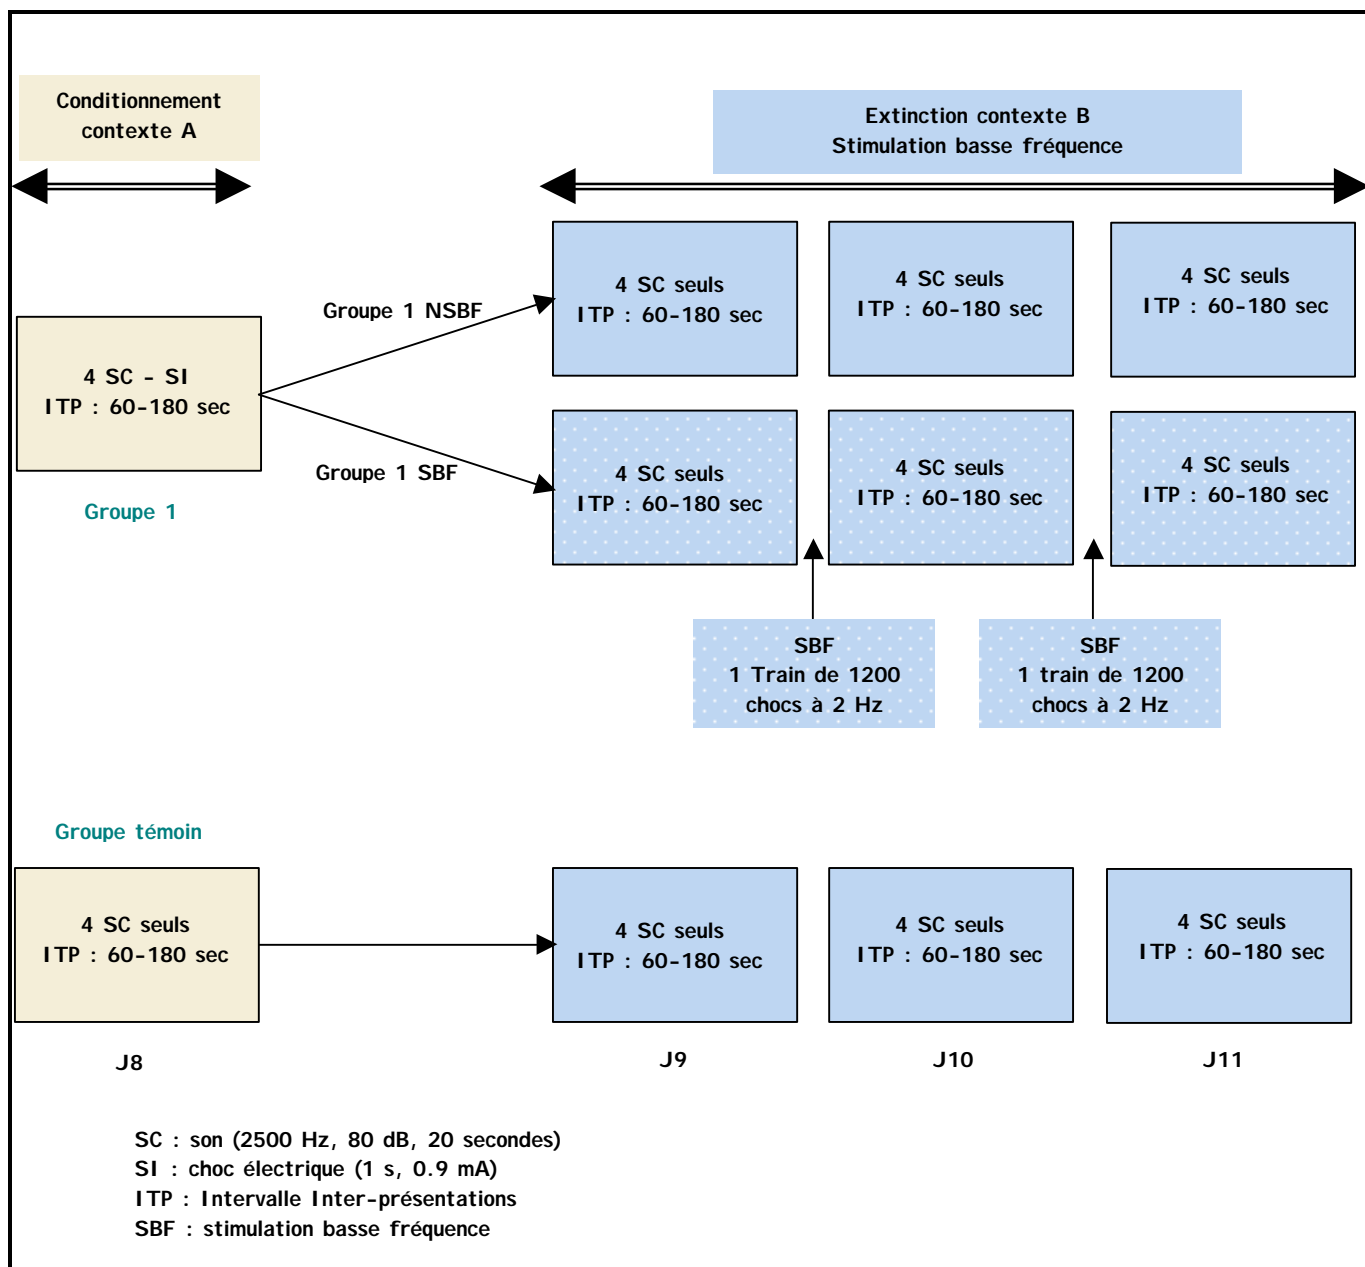 Conditionnement
contexte A
Extinction contexte B
Stimulation basse fréquence
4 SC - SI
ITP : 60-180 sec
Groupe 1
Groupe 1 NSBF
Groupe 1 SBF
4 SC seuls
ITP : 60-180 sec
4 SC seuls
ITP : 60-180 sec
4 SC seuls
ITP : 60-180 sec
4 SC seuls
ITP : 60-180 sec
4 SC seuls
ITP : 60-180 sec
4 SC seuls
ITP : 60-180 sec
SBF
1 Train de 1200
chocs à 2 Hz
SBF
1 train de 1200
chocs à 2 Hz
Groupe témoin
4 SC seuls
ITP : 60-180 sec
4 SC seuls
ITP : 60-180 sec
4 SC seuls
ITP : 60-180 sec
4 SC seuls
ITP : 60-180 sec
J8
J9
J10
J11
SC : son (2500 Hz, 80 dB, 20 secondes)
SI : choc électrique (1 s, 0.9 mA)
ITP : Intervalle Inter-présentations
SBF : stimulation basse fréquence